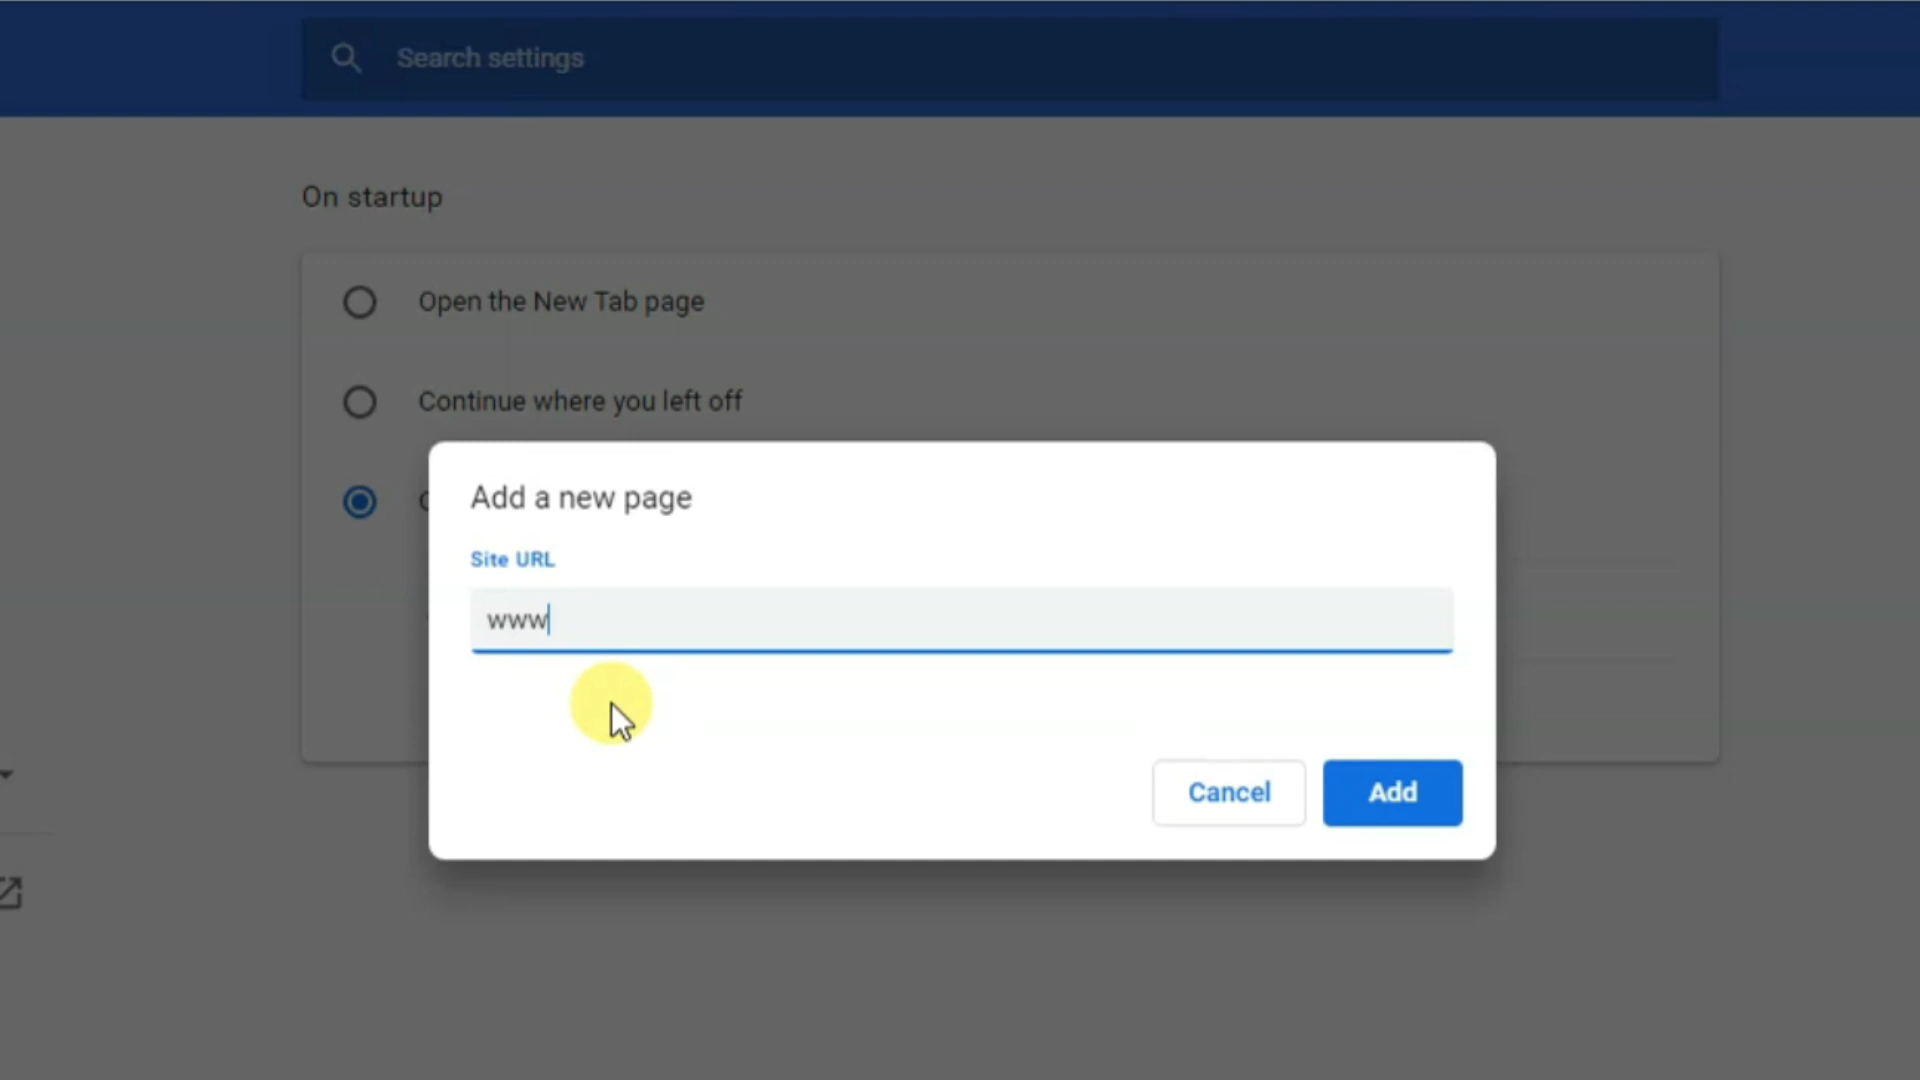 Search settings
On startup
Open the New Tab page
Continue where you left off
Add a new page
Site URL
www
Cancel
Add